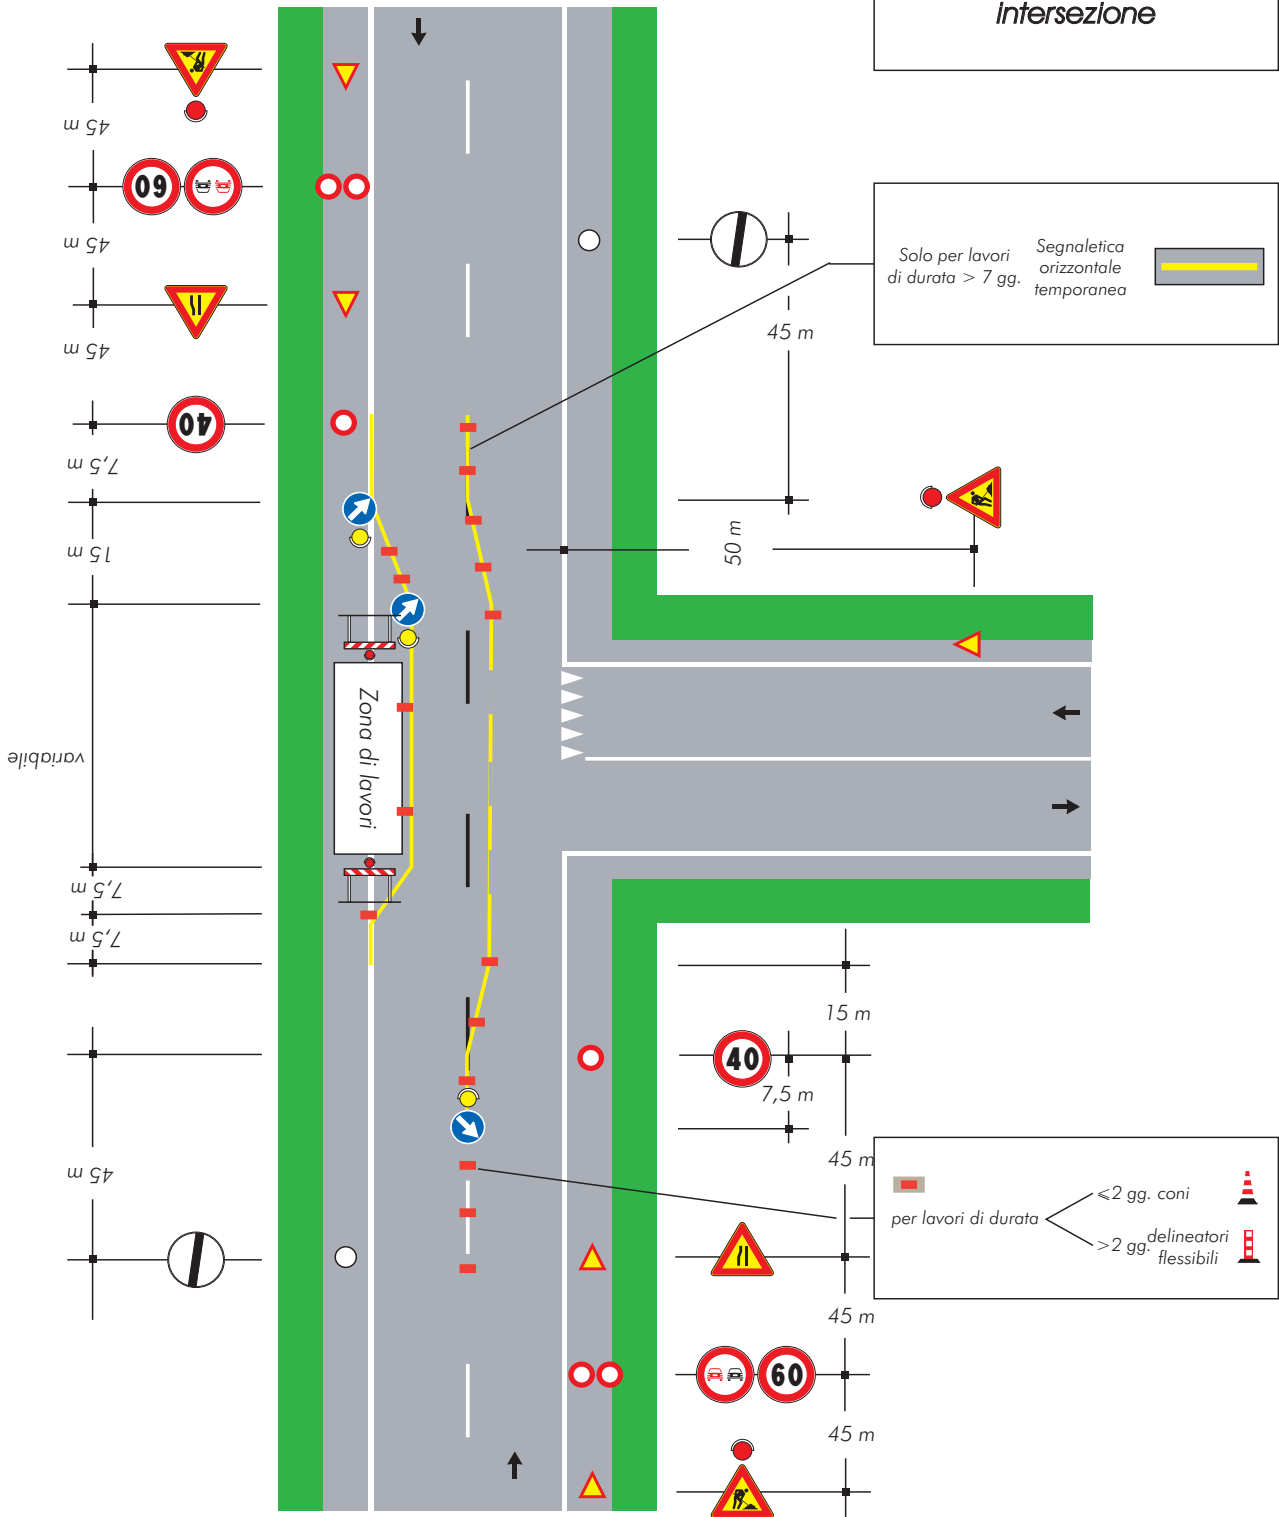 intersezione
45 m
60
45 m
Solo per lavori
di durata > 7 gg.
Segnaletica
orizzontale
temporanea
45 m
45 m
40
7,5 m
50 m
15 m
Zona di lavori
variabile
7,5 m
7,5 m
15 m
40
7,5 m
45 m
45 m
per lavori di durata
⩽2 gg. coni
>2 gg. delineatori
flessibili
45 m
60
45 m